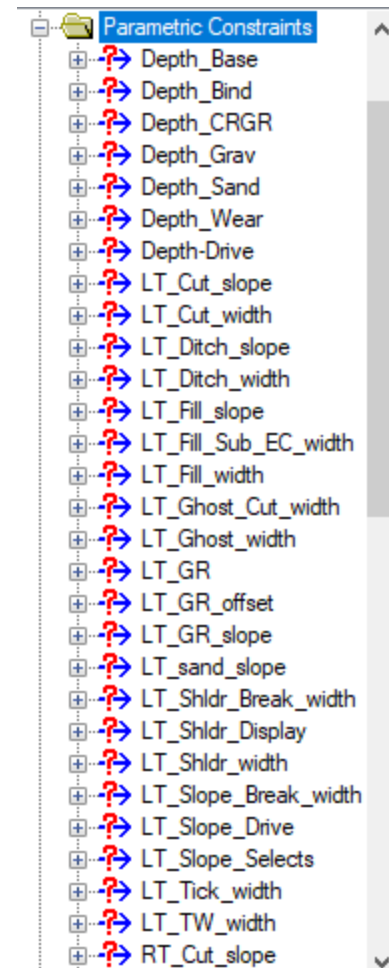 Parametric Constraints
Depth_Base
Depth_Bind
Depth_CRGR
Depth_Grav
Depth_Sand
Depth_Wear
Depth-Drive
LT_Cut_slope
LT_Cut_width
LT_Ditch_slope
LT_Ditch_width
LT_Fill_slope
LT_Fill_Sub_EC_width
LT_Fill_width
LT_Ghost_Cut_width
LT_Ghost_width
LT_GR
LT_GR_offset
LT_GR_slope
LT_sand_slope
LT_Shldr_Break_width
LT_Shldr_Display
LT_Shldr_width
LT_Slope_Break_width
LT_Slope_Drive
LT_Slope_Selects
LT_Tick_width
LT_TW_width
RT_Cut_slope